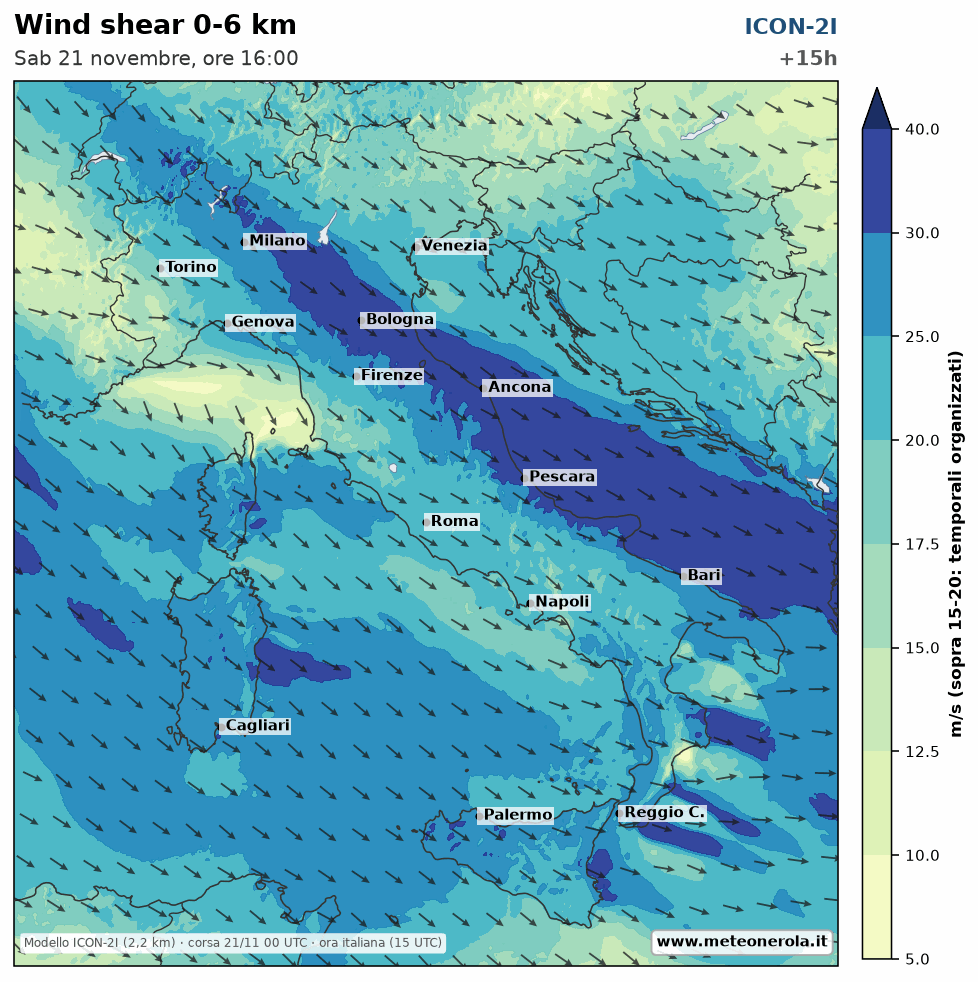 Wind shear 0-6 km
ICON-2I
Sab 21 novembre, ore 16:00
+15h
Milano
Venezia
Torino
Genova
Bologna
Firenze
Ancona
Pescara
Roma
Bari
Napoli
Cagliari
Palermo
Reggio C.
40.0
30.0
25.0
20.0
17.5
15.0
12.5
10.0
5.0
m/s (sopra 15-20: temporali organizzati)
Modello ICON-2I (2,2 km) · corsa 21/11 00 UTC · ora italiana (15 UTC)
www.meteonerola.it